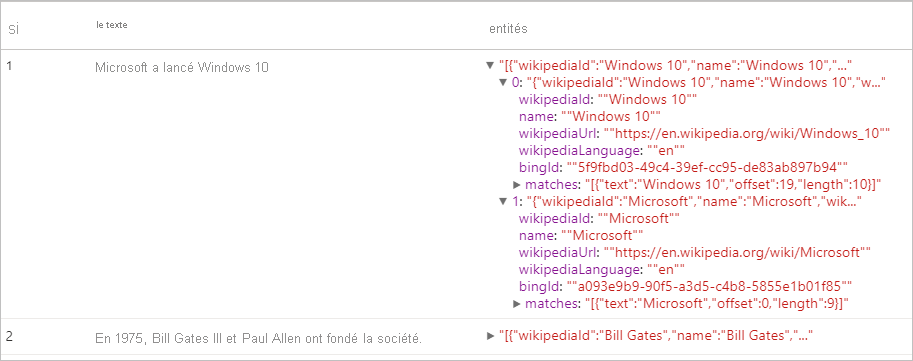 si le texte entités
1 Microsoft a lancé Windows 10 ▼ "[{"wikipediaId":"Windows 10","name":"Windows 10","..."
▼ 0: "{"wikipediaId":"Windows 10","name":"Windows 10","w..."
wikipediaId: ""Windows 10""
name: ""Windows 10""
wikipediaUrl: ""https://en.wikipedia.org/wiki/Windows_10""
wikipediaLanguage: ""en""
bingId: ""5f9fbd03-49c4-39ef-cc95-de83ab897b94""
▶ matches: "[{"text":"Windows 10","offset":19,"length":10}]"
▼ 1: "{"wikipediaId":"Microsoft","name":"Microsoft","wik..."
wikipediaId: ""Microsoft""
name: ""Microsoft""
wikipediaUrl: ""https://en.wikipedia.org/wiki/Microsoft""
wikipediaLanguage: ""en""
bingId: ""a093e9b9-90f5-a3d5-c4b8-5855e1b01f85""
▶ matches: "[{"text":"Microsoft","offset":0,"length":9}]"
2 En 1975, Bill Gates III et Paul Allen ont fondé la société. ▶ "[{"wikipediaId":"Bill Gates","name":"Bill Gates","..."